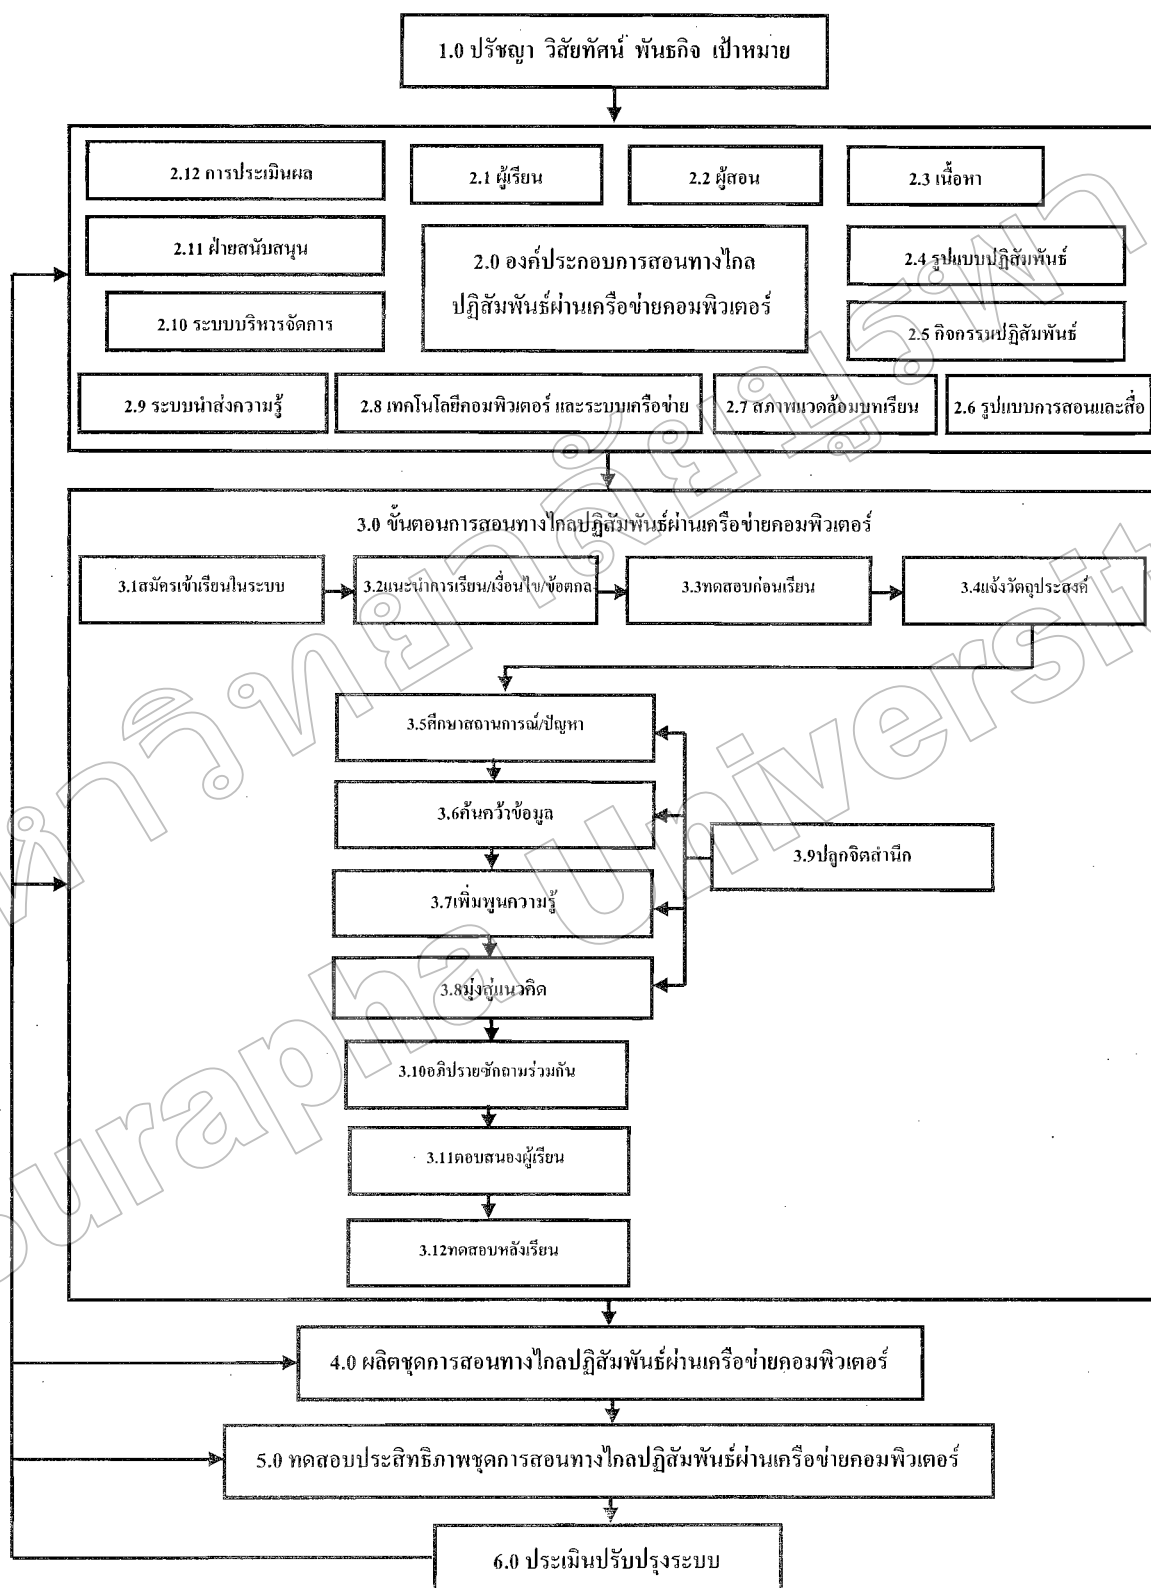 1.0 ปรัชญา วิสัยทัศน์ พันธกิจ เป้าหมาย
2.12 การประเมินผล
2.1 ผู้เรียน
2.2 ผู้สอน
2.3 เนื้อหา
2.11 ฝ่ายสนับสนุน
2.0 องค์ประกอบการสอนทางไกล
ปฏิสัมพันธ์ผ่านเครือข่ายคอมพิวเตอร์
2.4 รูปแบบปฏิสัมพันธ์
2.10 ระบบบริหารจัดการ
2.5 กิจกรรมปฏิสัมพันธ์
2.9 ระบบนำส่งความรู้
2.8 เทคโนโลยีคอมพิวเตอร์ และระบบเครือข่าย
2.7 สภาพแวดล้อมบทเรียน
2.6 รูปแบบการสอนและสื่อ
3.0 ขั้นตอนการสอนทางไกลปฏิสัมพันธ์ผ่านเครือข่ายคอมพิวเตอร์
3.1สมัครเข้าเรียนในระบบ
3.2แนะนำการเรียน/เงื่อนไข/ข้อตกล
3.3ทดสอบก่อนเรียน
3.4แจ้งวัตถุประสงค์
3.5ศึกษาสถานการณ์/ปัญหา
3.6ค้นคว้าข้อมูล
3.9ปลูกจิตสำนึก
3.7เพิ่มพูนความรู้
3.8มุ่งสู่แนวคิด
3.10อภิปรายซักถามร่วมกัน
3.11ตอบสนองผู้เรียน
3.12ทดสอบหลังเรียน
4.0 ผลิตชุดการสอนทางไกลปฏิสัมพันธ์ผ่านเครือข่ายคอมพิวเตอร์
5.0 ทดสอบประสิทธิภาพชุดการสอนทางไกลปฏิสัมพันธ์ผ่านเครือข่ายคอมพิวเตอร์
6.0 ประเมินปรับปรุงระบบ